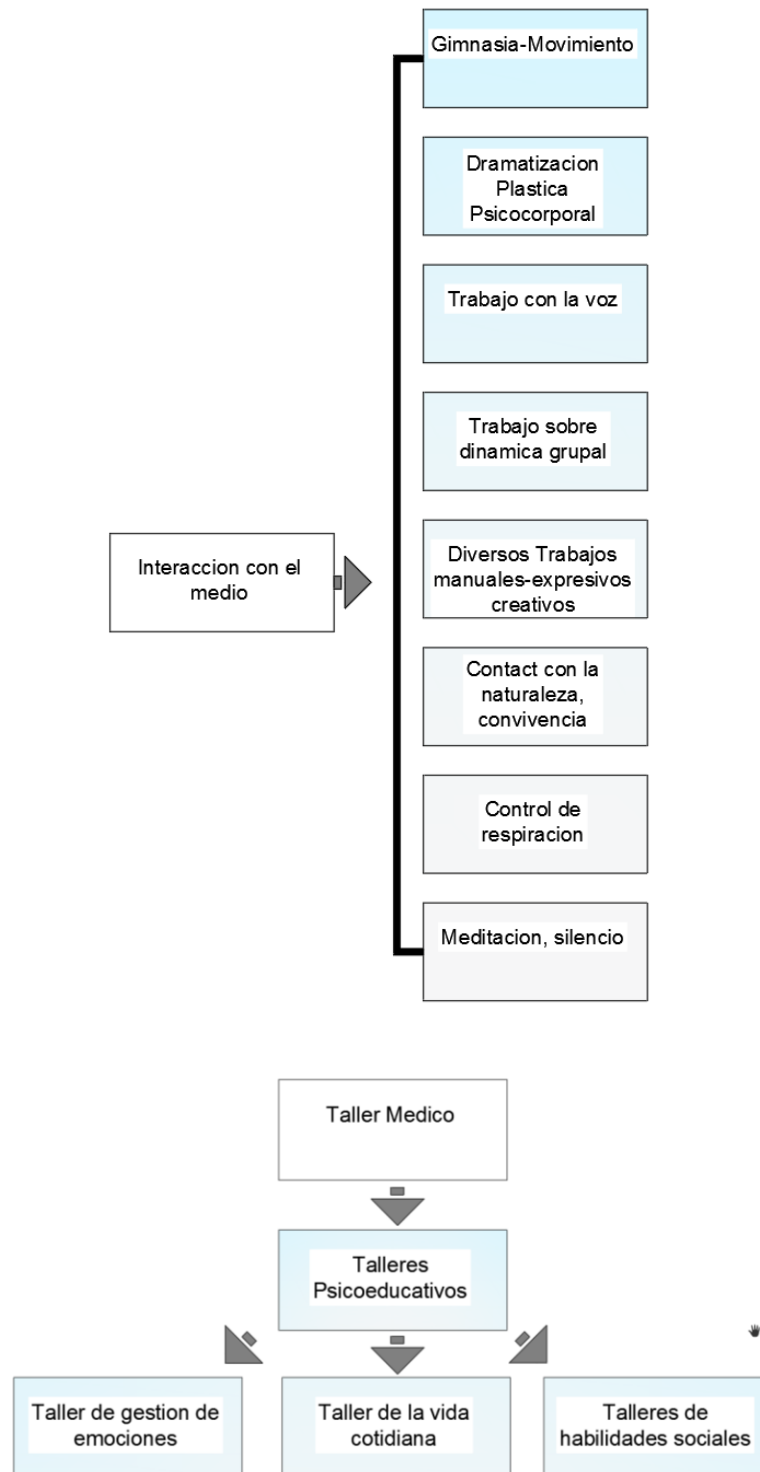 Gimnasia-Movimiento
Dramatizacion
Plastica
Psicocorporal
Trabajo con la voz
Trabajo sobre
dinamica grupal
Interaccion con el
medio
Diversos Trabajos
manuales-expresivos
creativos
Contact con la
naturaleza,
convivencia
Control de
respiracion
Meditacion, silencio
Taller Medico
Talleres
Psicoeducativos
Taller de gestion de
emociones
Taller de la vida
cotidiana
Talleres de
habilidades sociales